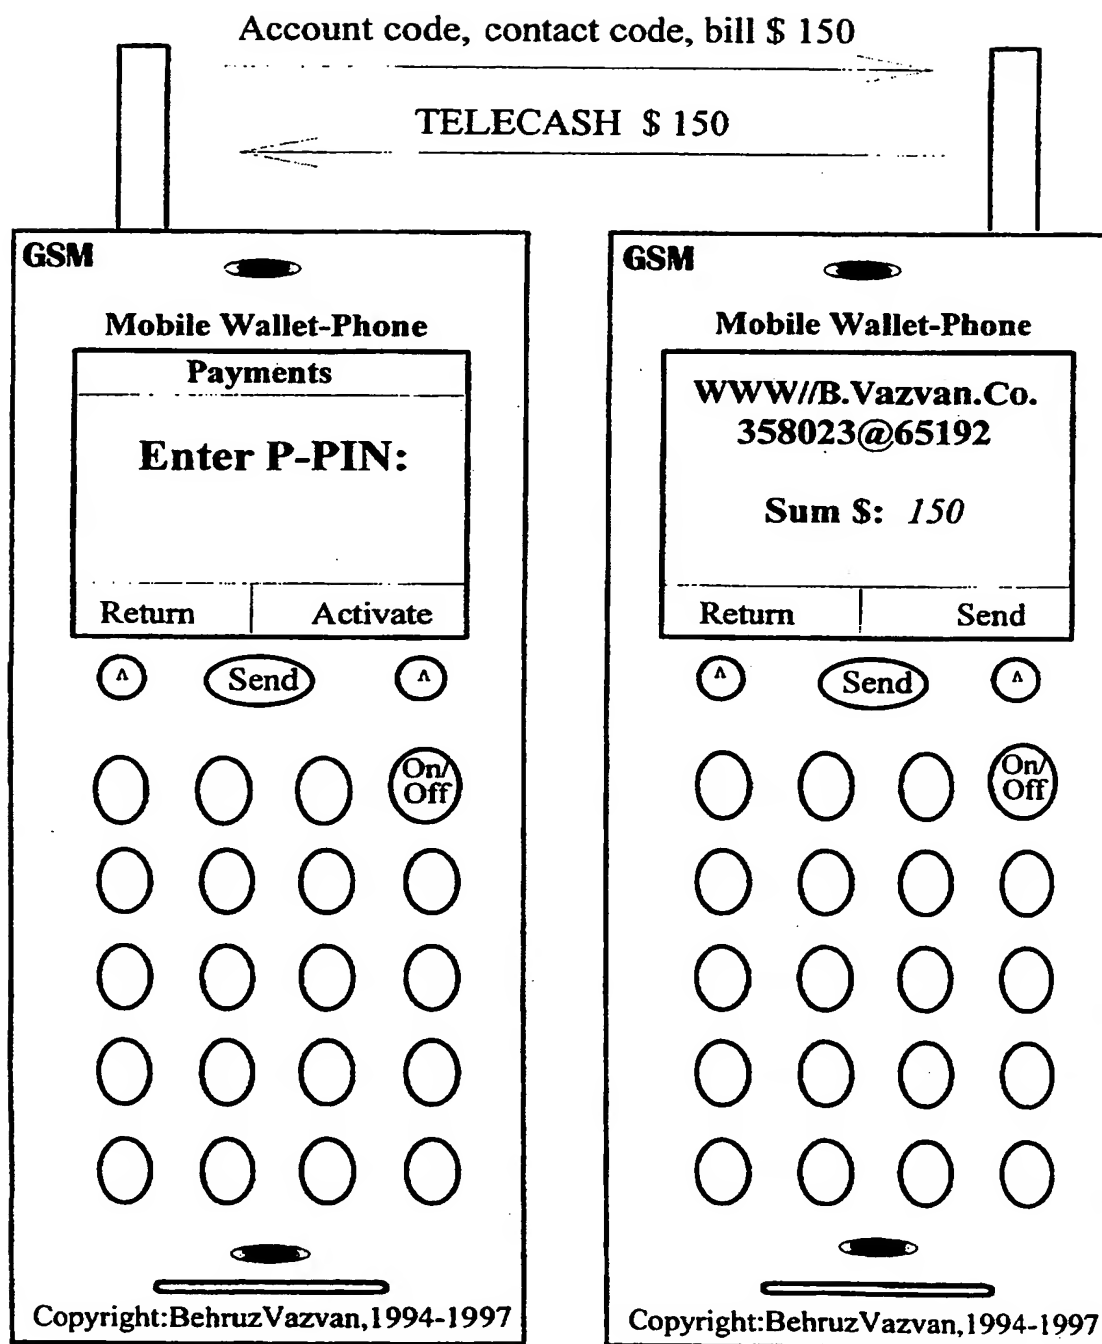 Account code, contact code, bill $ 150
TELECASH $ 150
GSM
Mobile Wallet-Phone
Payments
Enter P-PIN:
Return Activate
^ Send ^
On/
Off
Copyright:BehruzVazvan,1994-1997
GSM
Mobile Wallet-Phone
WWW//B.Vazvan.Co.
358023@65192
Sum $: 150
Return Send
^ Send ^
On/
Off
Copyright:BehruzVazvan,1994-1997